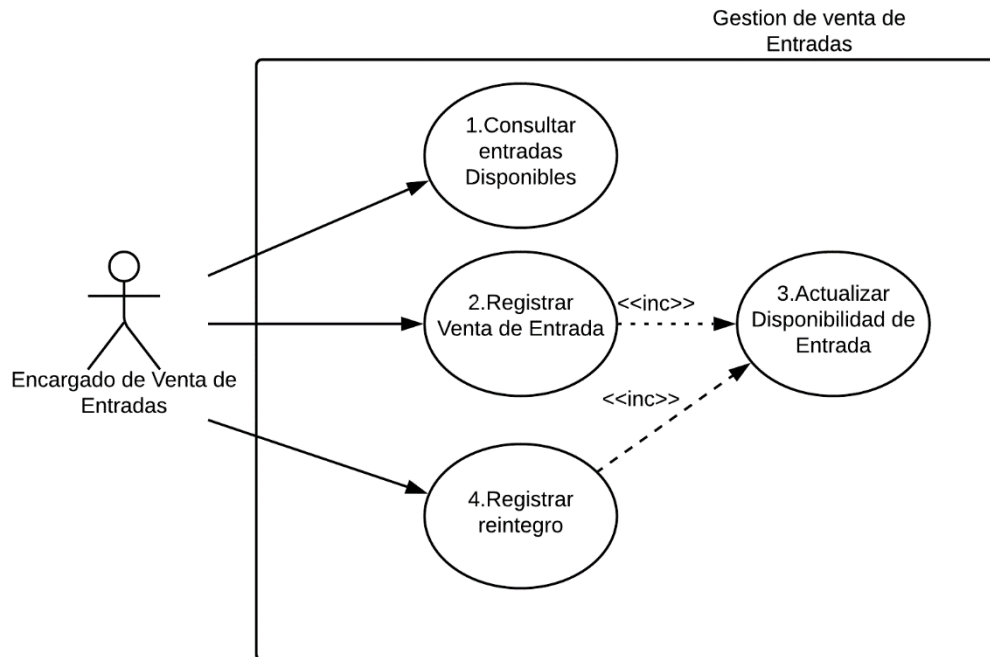 Gestion de venta de
Entradas
1.Consultar
entradas
Disponibles
2.Registrar
Venta de Entrada
<<inc>>
3.Actualizar
Disponibilidad de
Entrada
Encargado de Venta de
Entradas
<<inc>>
4.Registrar
reintegro